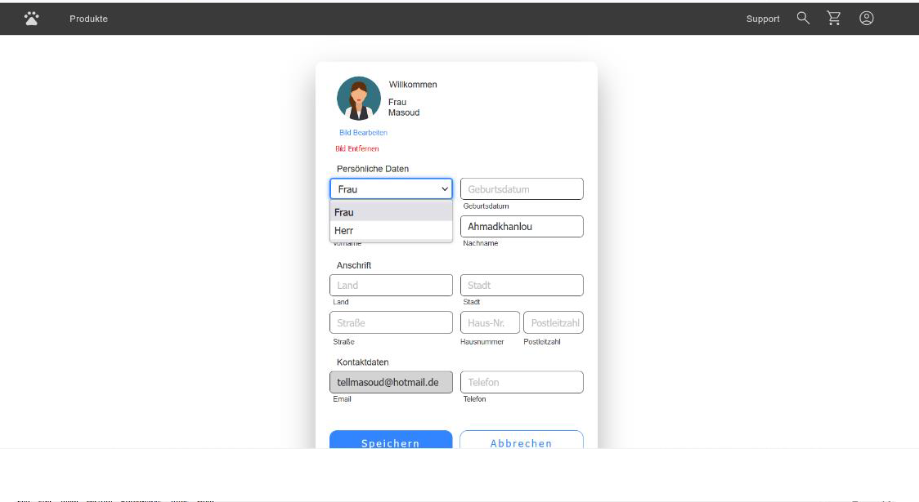 Produkte
Support
Willkommen
Frau
Masoud
Bild Bearbeiten
Bild Entfernen
Persönliche Daten
Frau
Geburtsdatum
Geburtsdatum
Frau
Herr
Ahmadkhanlou
Vorname
Nachname
Anschrift
Land
Stadt
Land
Stadt
Straße
Haus-Nr.
Postleitzahl
Straße
Hausnummer
Postleitzahl
Kontaktdaten
tellmasoud@hotmail.de
Telefon
Email
Telefon
Speichern
Abbrechen